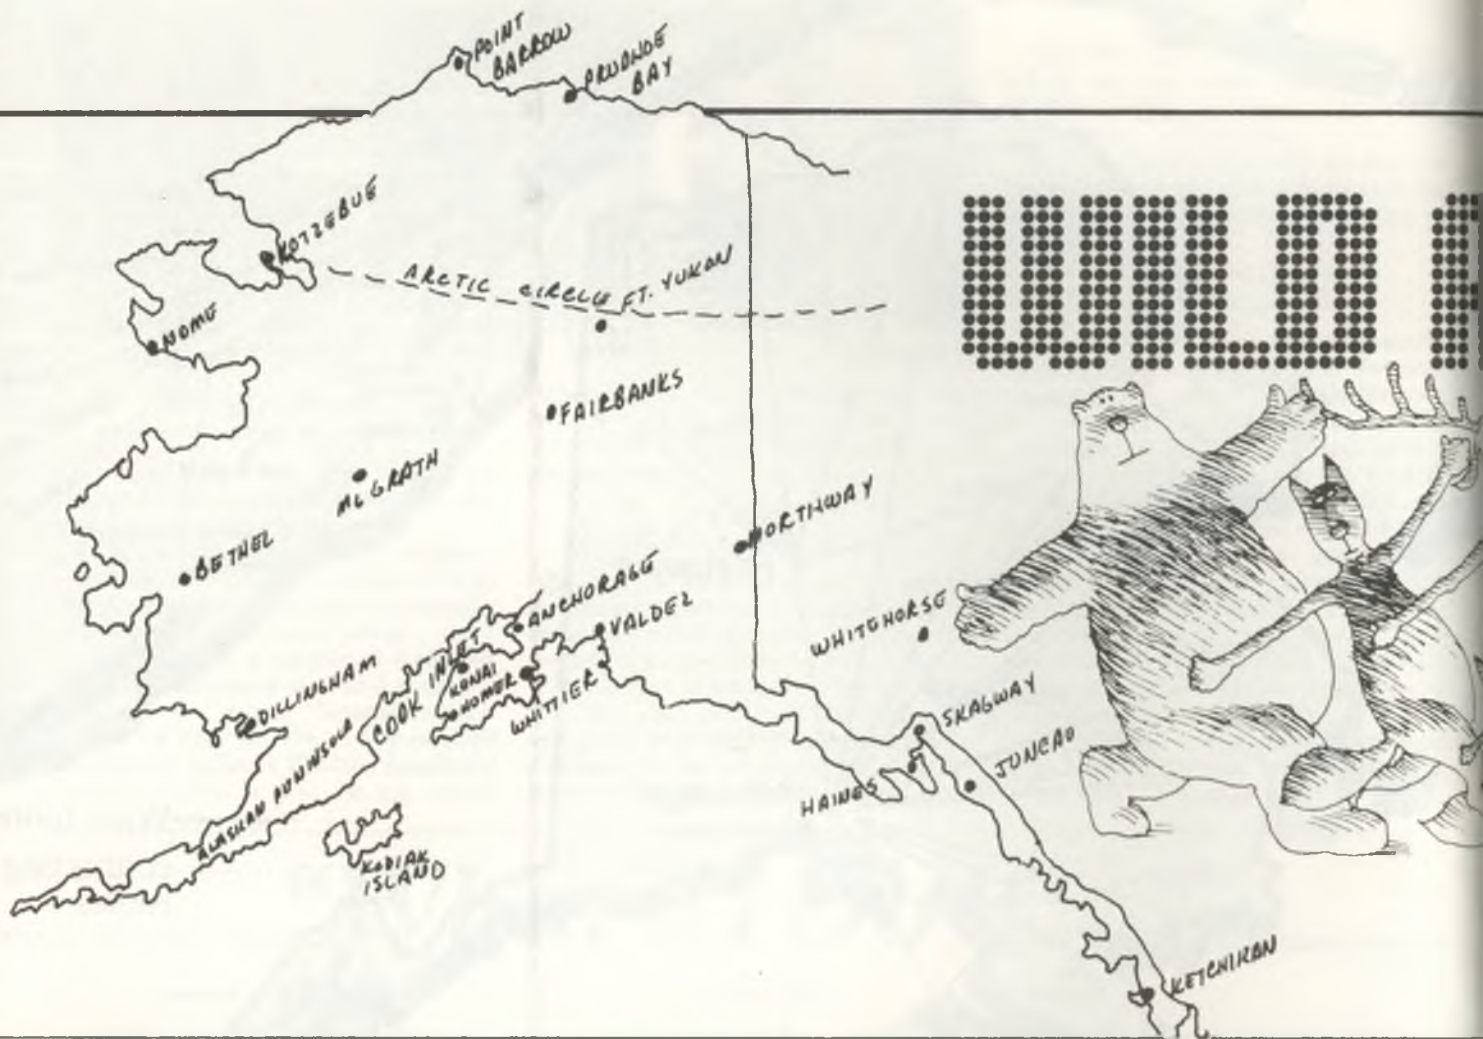 POINT
BARROW
PRUDHOE
BAY
WILD
KOTZEBUE
ARCTIC CIRCLE
FT. YUKON
NOME
FAIRBANKS
MCGRATH
NORTHWAY
BETHEL
ANCHORAGE
VALDEZ
WHITEHORSE
DILLINGHAM
COOK INLET
KENAI
HOMER
WHITTIER
SKAGWAY
JUNEAU
HAINES
ALASKAN PUNINSOLA
KODIAK
ISLAND
KETCHIKAN